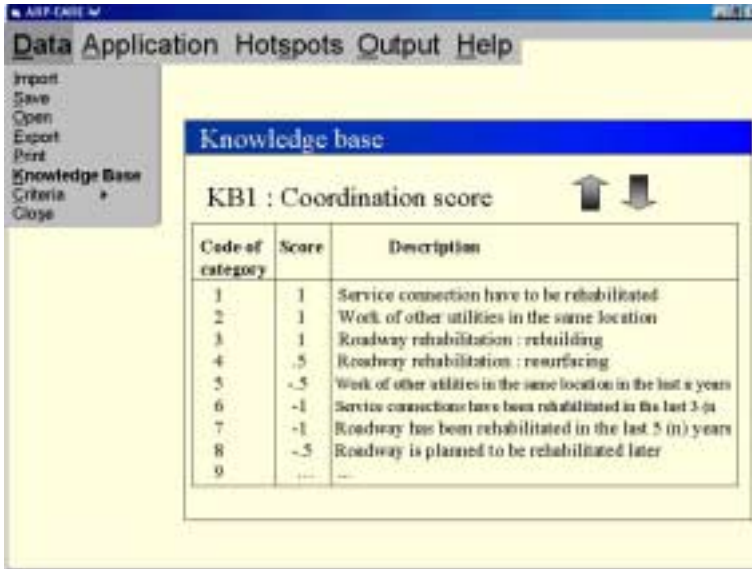 ARP-CARE W
Data Application Hotspots Output Help
Import
Save
Open
Export
Print
Knowledge Base
Criteria
Close
Knowledge base
KB1 : Coordination score
Code of category Score Description
1 1 Service connection have to be rehabilitated
2 1 Work of other utilities in the same location
3 1 Roadway rehabilitation : rebuilding
4 .5 Roadway rehabilitation : resurfacing
5 -.5 Work of other utilities in the same location in the last n years
6 -1 Service connections have been rehabilitated in the last 3 (n
7 -1 Roadway has been rehabilitated in the last 5 (n) years
8 -.5 Roadway is planned to be rehabilitated later
9 .... ....